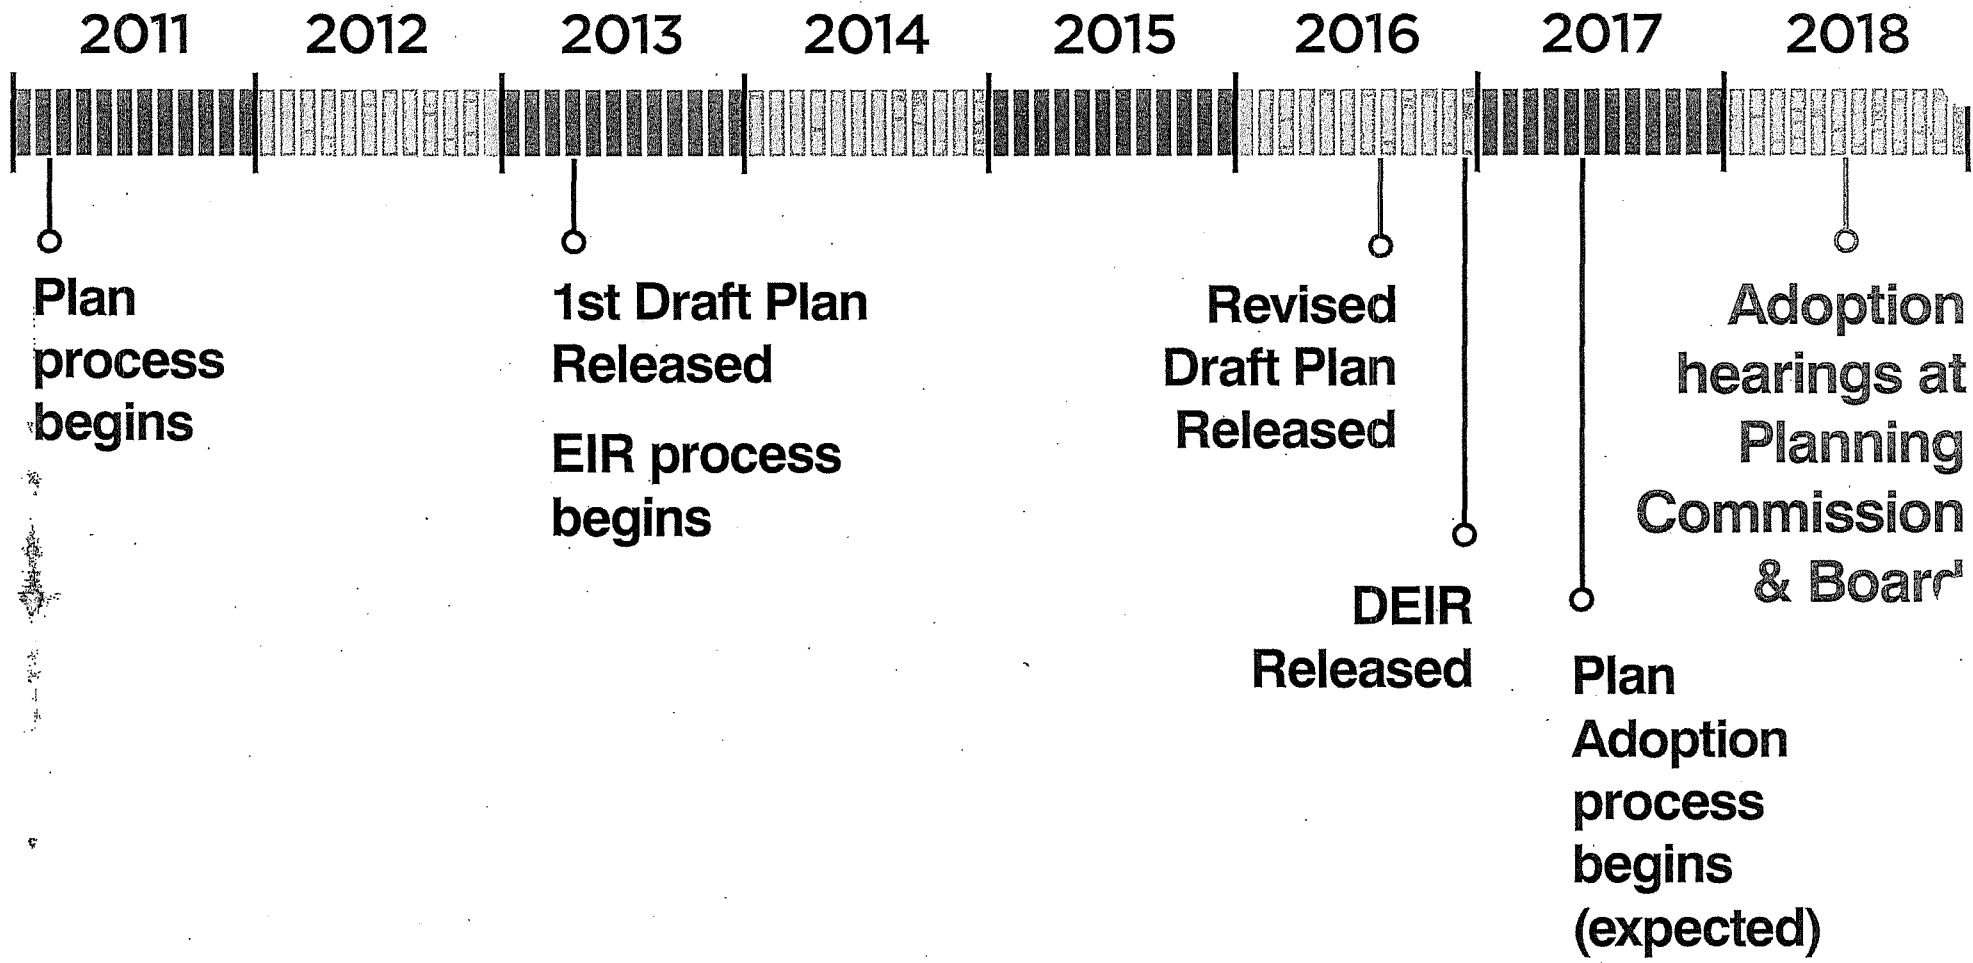 2011 2012 2013 2014 2015 2016 2017 2018
Plan
process
begins
1st Draft Plan
Released
EIR process
begins
Revised
Draft Plan
Released
DEIR
Released
Plan
Adoption
process
begins
(expected)
Adoption
hearings at
Planning
Commission
& Board